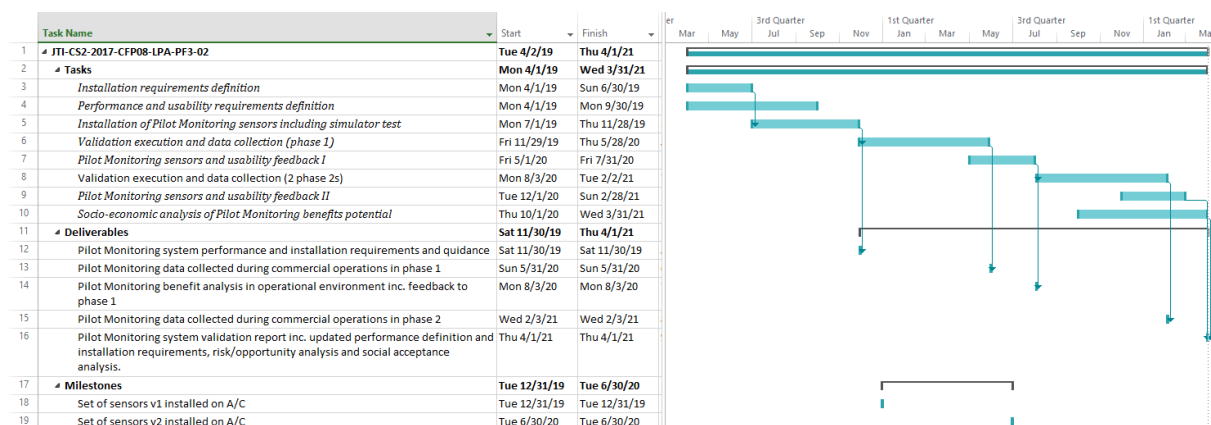 er 3rd Quarter 1st Quarter 3rd Quarter 1st Quarter
Task Name Start Finish Mar May Jul Sep Nov Jan Mar May Jul Sep Nov Jan Ma
1 JTI-CS2-2017-CFP08-LPA-PF3-02 Tue 4/2/19 Thu 4/1/21
2 Tasks Mon 4/1/19 Wed 3/31/21
3 Installation requirements definition Mon 4/1/19 Sun 6/30/19
4 Performance and usability requirements definition Mon 4/1/19 Mon 9/30/19
5 Installation of Pilot Monitoring sensors including simulator test Mon 7/1/19 Thu 11/28/19
6 Validation execution and data collection (phase 1) Fri 11/29/19 Thu 5/28/20
7 Pilot Monitoring sensors and usability feedback I Fri 5/1/20 Fri 7/31/20
8 Validation execution and data collection (2 phase 2s) Mon 8/3/20 Tue 2/2/21
9 Pilot Monitoring sensors and usability feedback II Tue 12/1/20 Sun 2/28/21
10 Socio-economic analysis of Pilot Monitoring benefits potential Thu 10/1/20 Wed 3/31/21
11 Deliverables Sat 11/30/19 Thu 4/1/21
12 Pilot Monitoring system performance and installation requirements and quidance Sat 11/30/19 Sat 11/30/19
13 Pilot Monitoring data collected during commercial operations in phase 1 Sun 5/31/20 Sun 5/31/20
14 Pilot Monitoring benefit analysis in operational environment inc. feedback to Mon 8/3/20 Mon 8/3/20
phase 1
15 Pilot Monitoring data collected during commercial operations in phase 2 Wed 2/3/21 Wed 2/3/21
16 Pilot Monitoring system validation report inc. updated performance definition and Thu 4/1/21 Thu 4/1/21
installation requirements, risk/opportunity analysis and social acceptance
analysis.
17 Milestones Tue 12/31/19 Tue 6/30/20
18 Set of sensors v1 installed on A/C Tue 12/31/19 Tue 12/31/19
19 Set of sensors v2 installed on A/C Tue 6/30/20 Tue 6/30/20